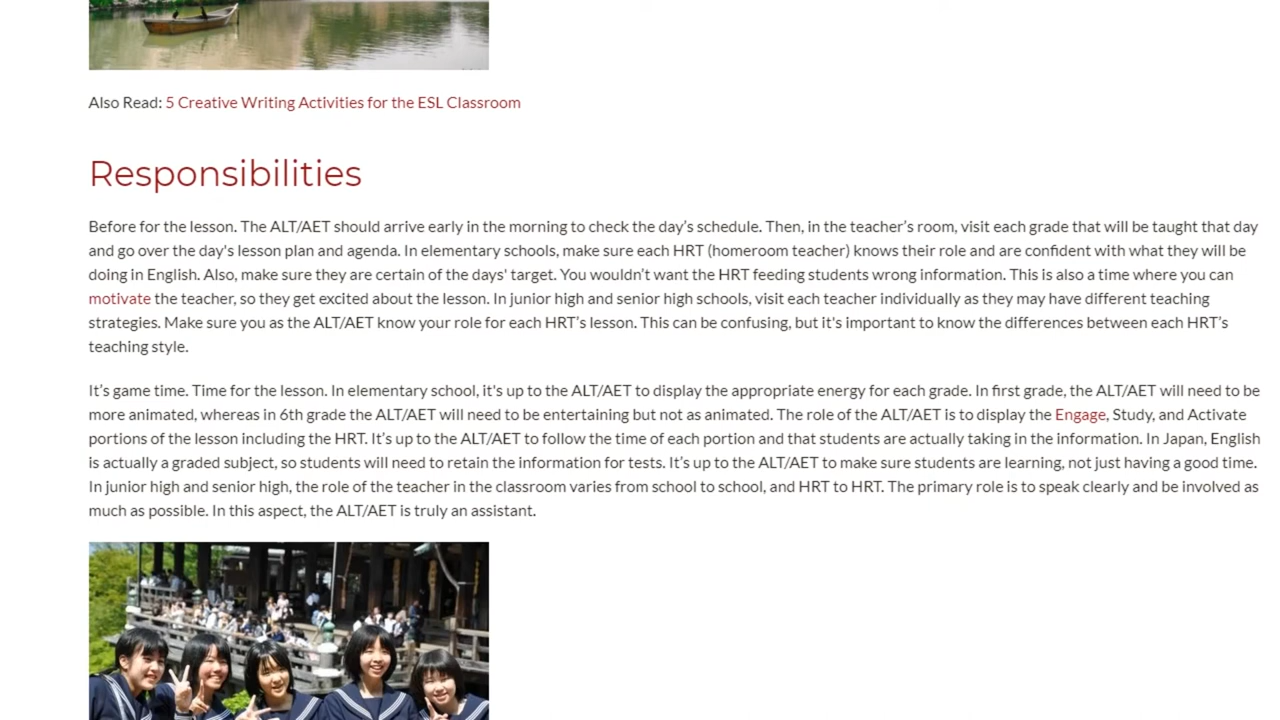 Also Read: 5 Creative Writing Activities for the ESL Classroom
Responsibilities
Before for the lesson. The ALT/AET should arrive early in the morning to check the day’s schedule. Then, in the teacher’s room, visit each grade that will be taught that day
and go over the day's lesson plan and agenda. In elementary schools, make sure each HRT (homeroom teacher) knows their role and are confident with what they will be
doing in English. Also, make sure they are certain of the days' target. You wouldn’t want the HRT feeding students wrong information. This is also a time where you can
motivate the teacher, so they get excited about the lesson. In junior high and senior high schools, visit each teacher individually as they may have different teaching
strategies. Make sure you as the ALT/AET know your role for each HRT’s lesson. This can be confusing, but it's important to know the differences between each HRT’s
teaching style.
It’s game time. Time for the lesson. In elementary school, it's up to the ALT/AET to display the appropriate energy for each grade. In first grade, the ALT/AET will need to be
more animated, whereas in 6th grade the ALT/AET will need to be entertaining but not as animated. The role of the ALT/AET is to display the Engage, Study, and Activate
portions of the lesson including the HRT. It’s up to the ALT/AET to follow the time of each portion and that students are actually taking in the information. In Japan, English
is actually a graded subject, so students will need to retain the information for tests. It’s up to the ALT/AET to make sure students are learning, not just having a good time.
In junior high and senior high, the role of the teacher in the classroom varies from school to school, and HRT to HRT. The primary role is to speak clearly and be involved as
much as possible. In this aspect, the ALT/AET is truly an assistant.